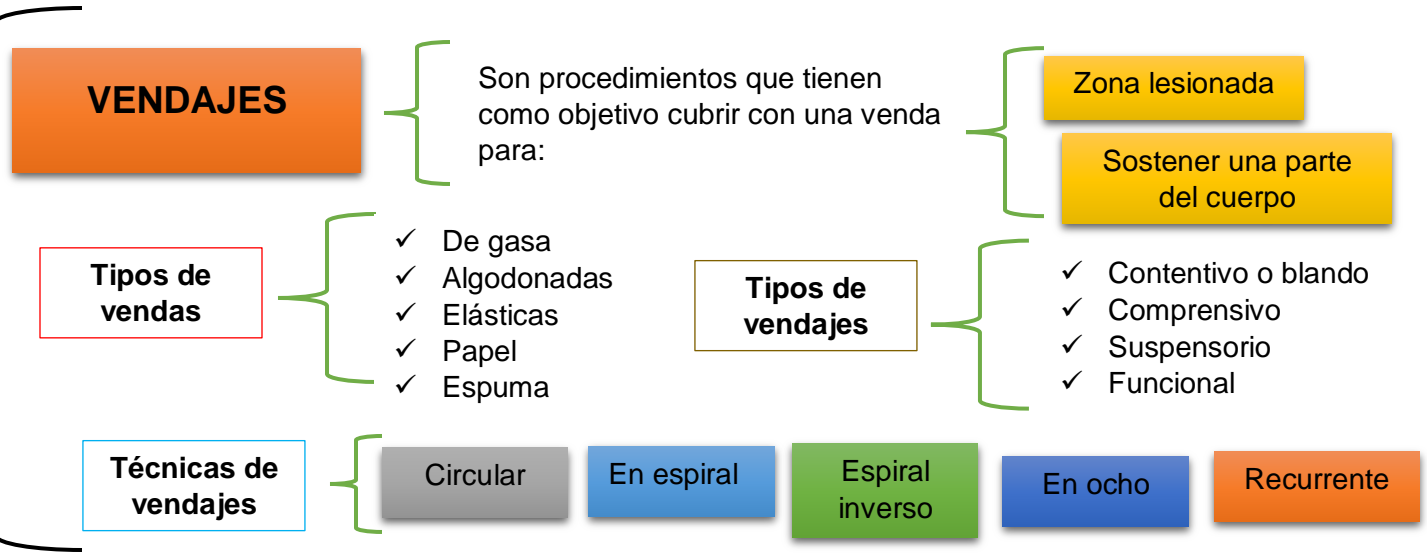 VENDAJES
Son procedimientos que tienen
como objetivo cubrir con una venda
para:
Zona lesionada
Sostener una parte
del cuerpo
Tipos de
vendas
✓ De gasa
✓ Algodonadas
✓ Elásticas
✓ Papel
✓ Espuma
Tipos de
vendajes
✓ Contentivo o blando
✓ Comprensivo
✓ Suspensorio
✓ Funcional
Técnicas de
vendajes
Circular
En espiral
Espiral
inverso
En ocho
Recurrente